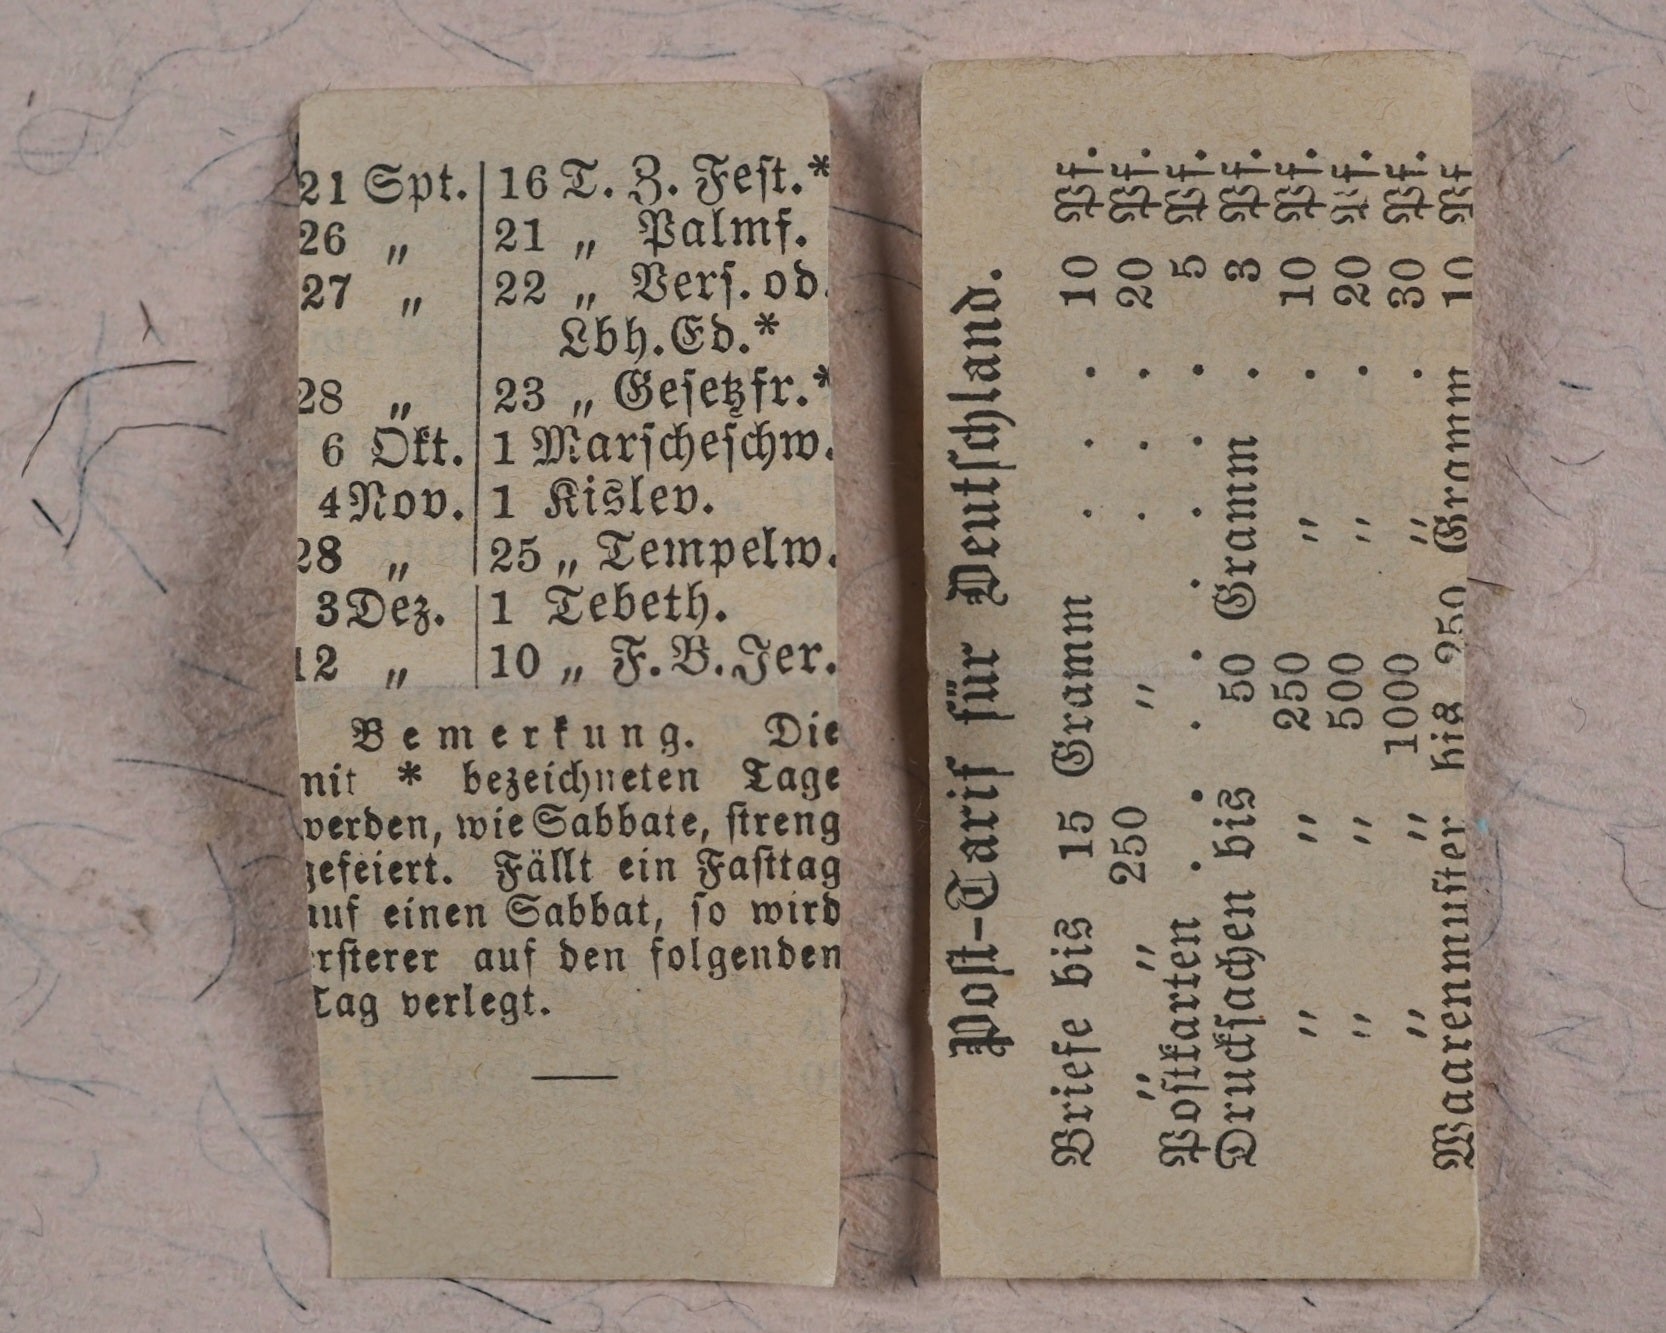 21 Spt. 16 T. Z. Feſt.*
26 „ 21 „ Palmf.
27 „ 22 „ Verſ. od.
Lbh. Ed.*
28 „ 23 „ Geſetzfr.*
6 Okt. 1 Marſcheſchw.
4 Nov. 1 Kislev.
28 „ 25 „ Tempelw.
3 Dez. 1 Tebeth.
12 „ 10 „ F. B. Jer.
Bemerkung. Die
mit * bezeichneten Tage
werden, wie Sabbate, ſtreng
gefeiert. Fällt ein Faſttag
auf einen Sabbat, ſo wird
erſterer auf den folgenden
Tag verlegt.
Poſt-Tarif für Deutſchland.
Briefe bis 15 Gramm . . . 10 Pf.
„ „ 250 „ . . . 20 Pf.
Poſtkarten . . . . . . . . 5 Pf.
Druckſachen bis 50 Gramm . 3 Pf.
„ „ 250 „ . 10 Pf.
„ „ 500 „ . 20 Pf.
„ „ 1000 „ . 30 Pf.
Waarenmuſter bis 250 Gramm 10 Pf